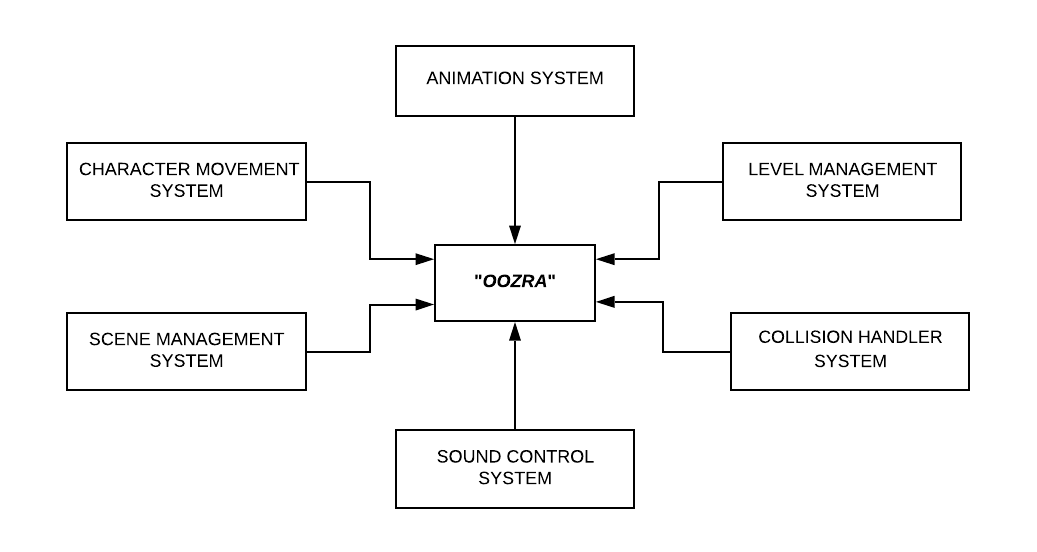 ANIMATION SYSTEM
CHARACTER MOVEMENT
SYSTEM
LEVEL MANAGEMENT
SYSTEM
"OOZRA"
SCENE MANAGEMENT
SYSTEM
COLLISION HANDLER
SYSTEM
SOUND CONTROL
SYSTEM